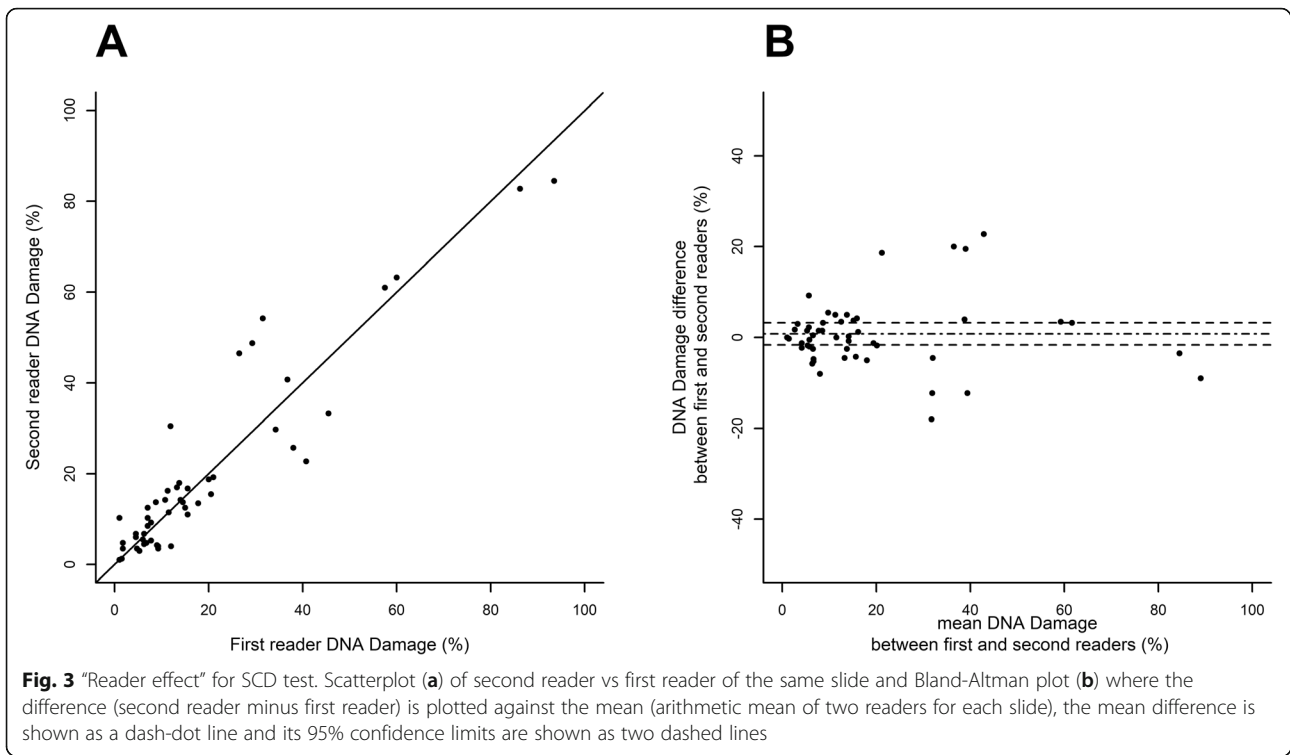 A
B
100
80
60
40
20
0
Second reader DNA Damage (%)
0 20 40 60 80 100
First reader DNA Damage (%)
40
20
0
-20
-40
DNA Damage difference
between first and second readers (%)
0 20 40 60 80 100
mean DNA Damage
between first and second readers (%)
Fig. 3 "Reader effect" for SCD test. Scatterplot (a) of second reader vs first reader of the same slide and Bland-Altman plot (b) where the
difference (second reader minus first reader) is plotted against the mean (arithmetic mean of two readers for each slide), the mean difference is
shown as a dash-dot line and its 95% confidence limits are shown as two dashed lines